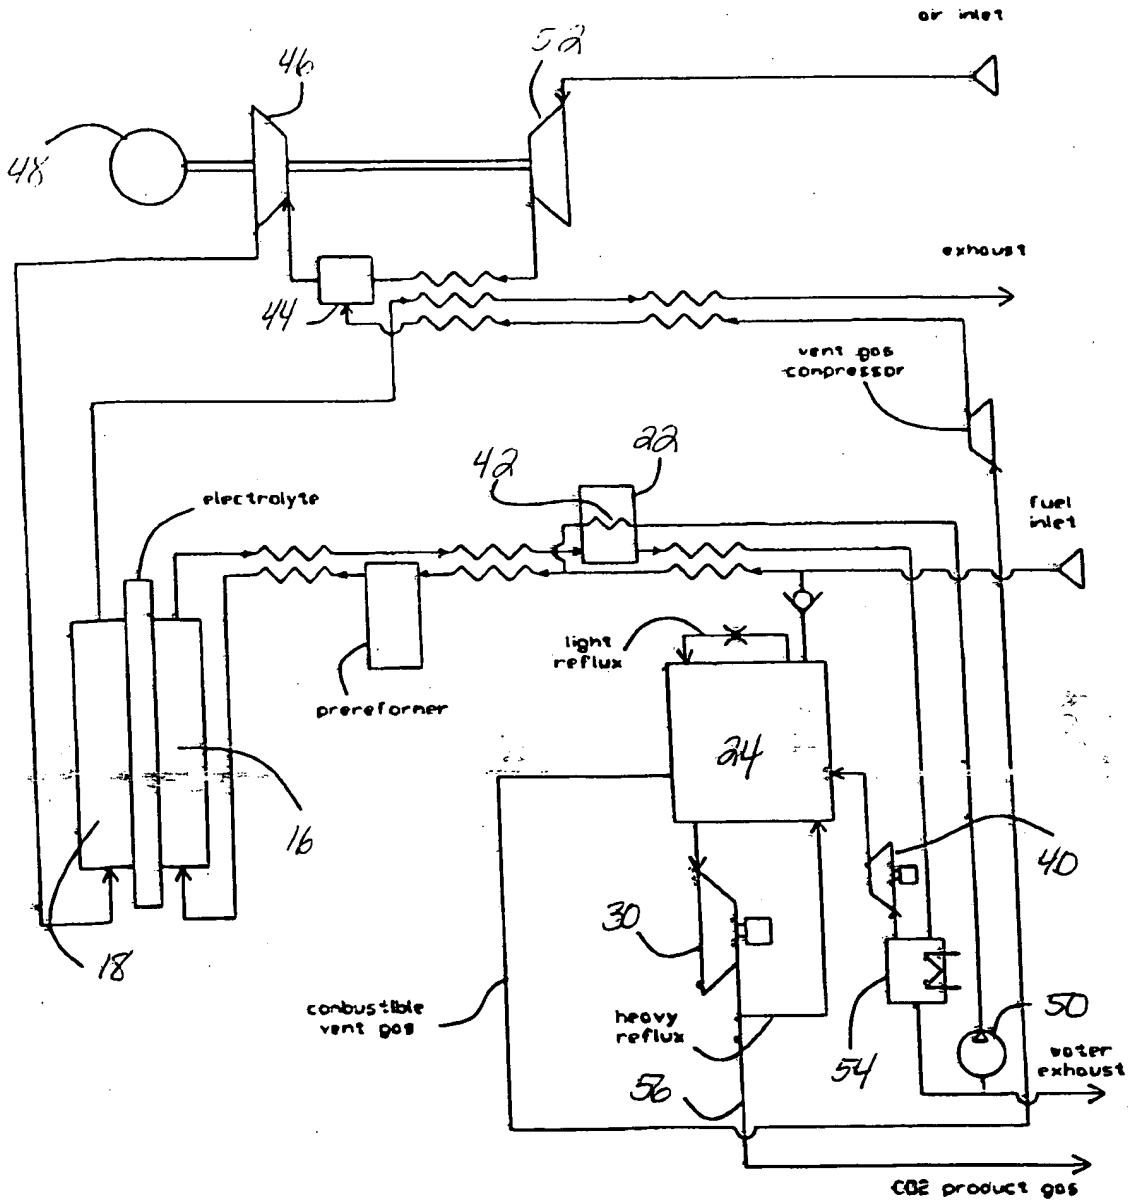 air inlet
52
46
48
exhaust
44
vent gas
compressor
22
42
electrolyte
fuel
inlet
light
reflux
prereformer
24
16
40
30
18
combustible
vent gas
heavy
reflux
54
50
water
exhaust
56
CO2 product gas